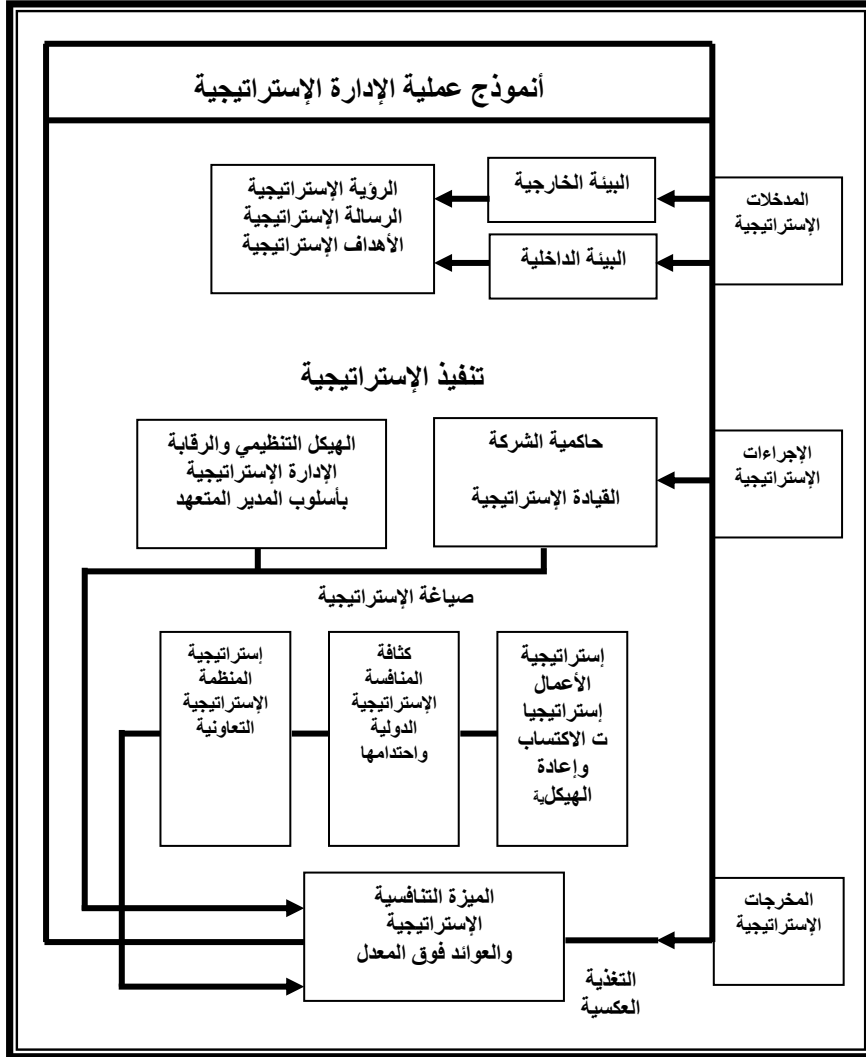 أنموذج عملية الإدارة الإستراتيجية
المدخلات
الإستراتيجية
البيئة الخارجية
البيئة الداخلية
الرؤية الإستراتيجية
الرسالة الإستراتيجية
الأهداف الإستراتيجية
تنفيذ الإستراتيجية
الإجراءات
الإستراتيجية
حاكمية الشركة
القيادة الإستراتيجية
الهيكل التنظيمي والرقابة
الإدارة الإستراتيجية
بأسلوب المدير المتعهد
صياغة الإستراتيجية
إستراتيجية
الأعمال
إستراتيجيا
ت الاكتساب
وإعادة
الهيكلية
كثافة
المنافسة
الإستراتيجية
الدولية
واحتدامها
إستراتيجية
المنظمة
الإستراتيجية
التعاونية
المخرجات
الإستراتيجية
الميزة التنافسية
الإستراتيجية
والعوائد فوق المعدل
التغذية
العكسية